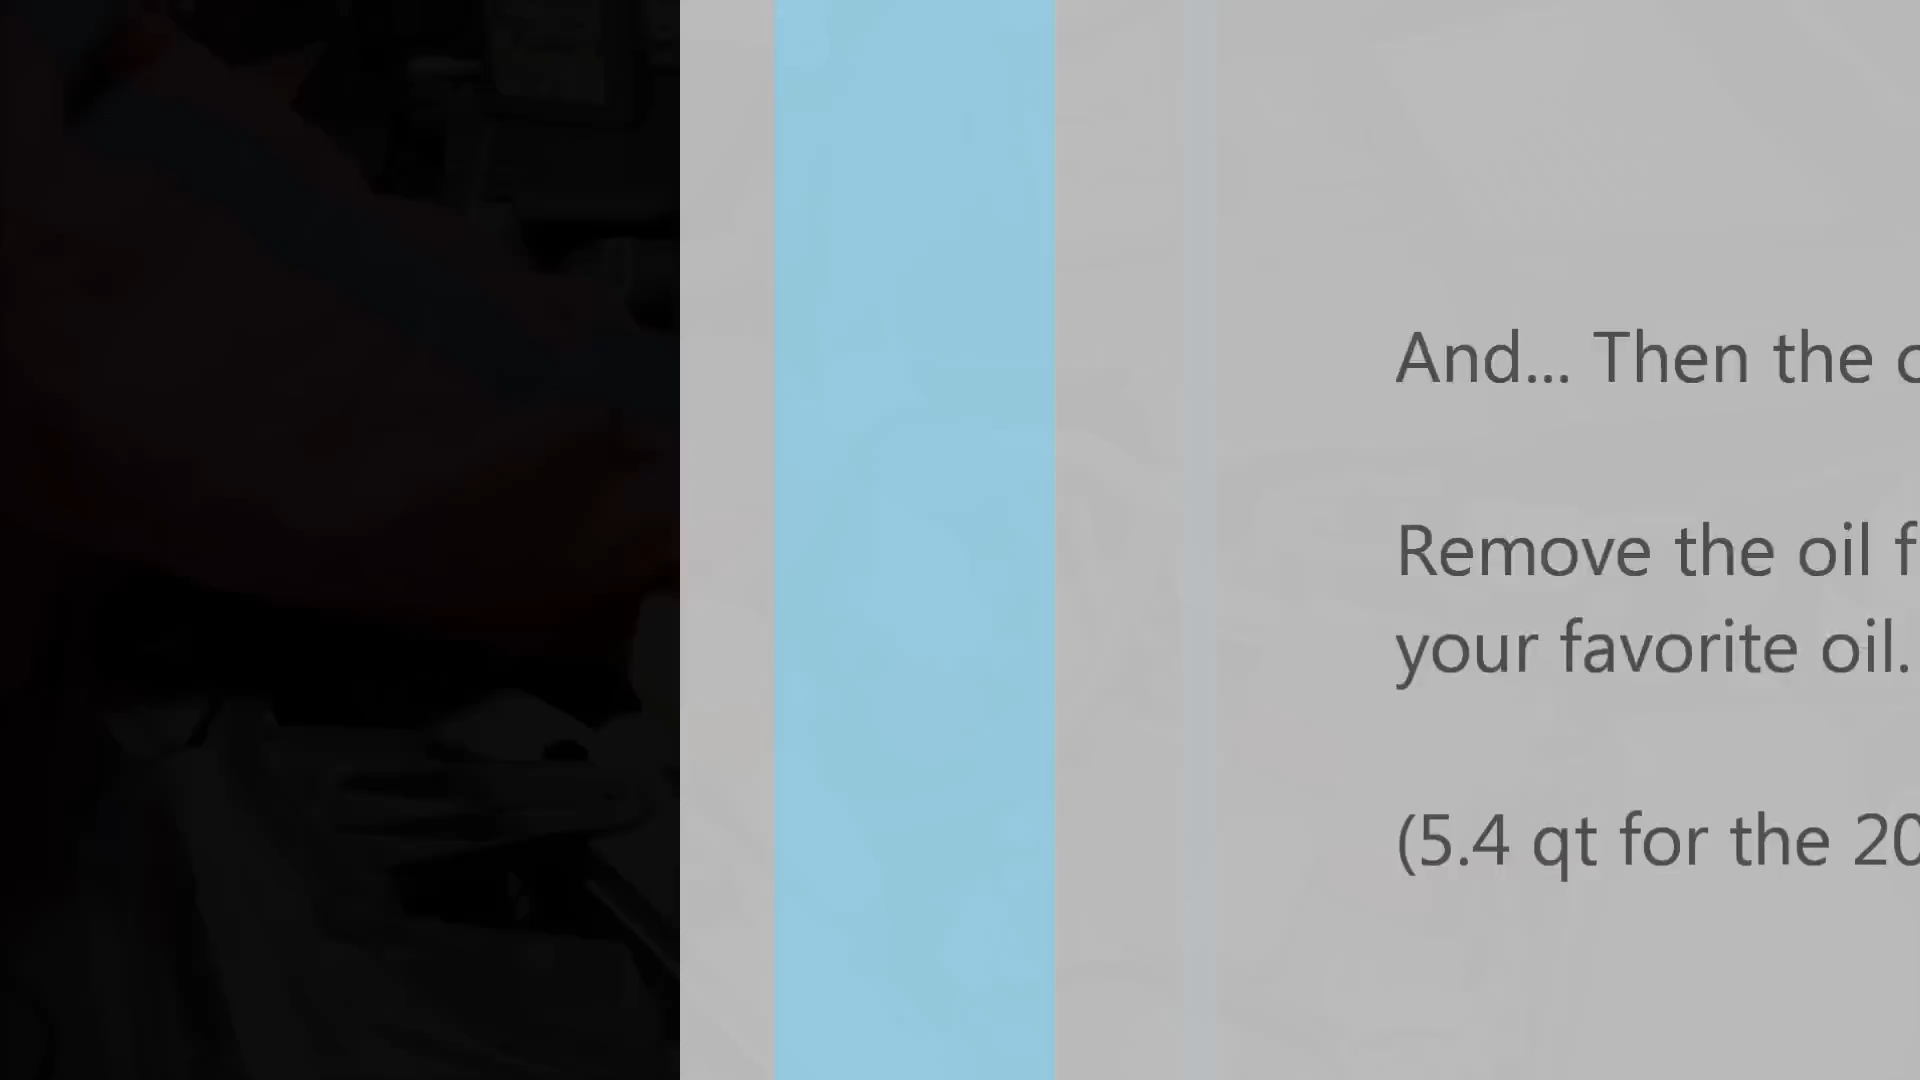 And... Then the
Remove the oil
your favorite oil.
(5.4 qt for the 20